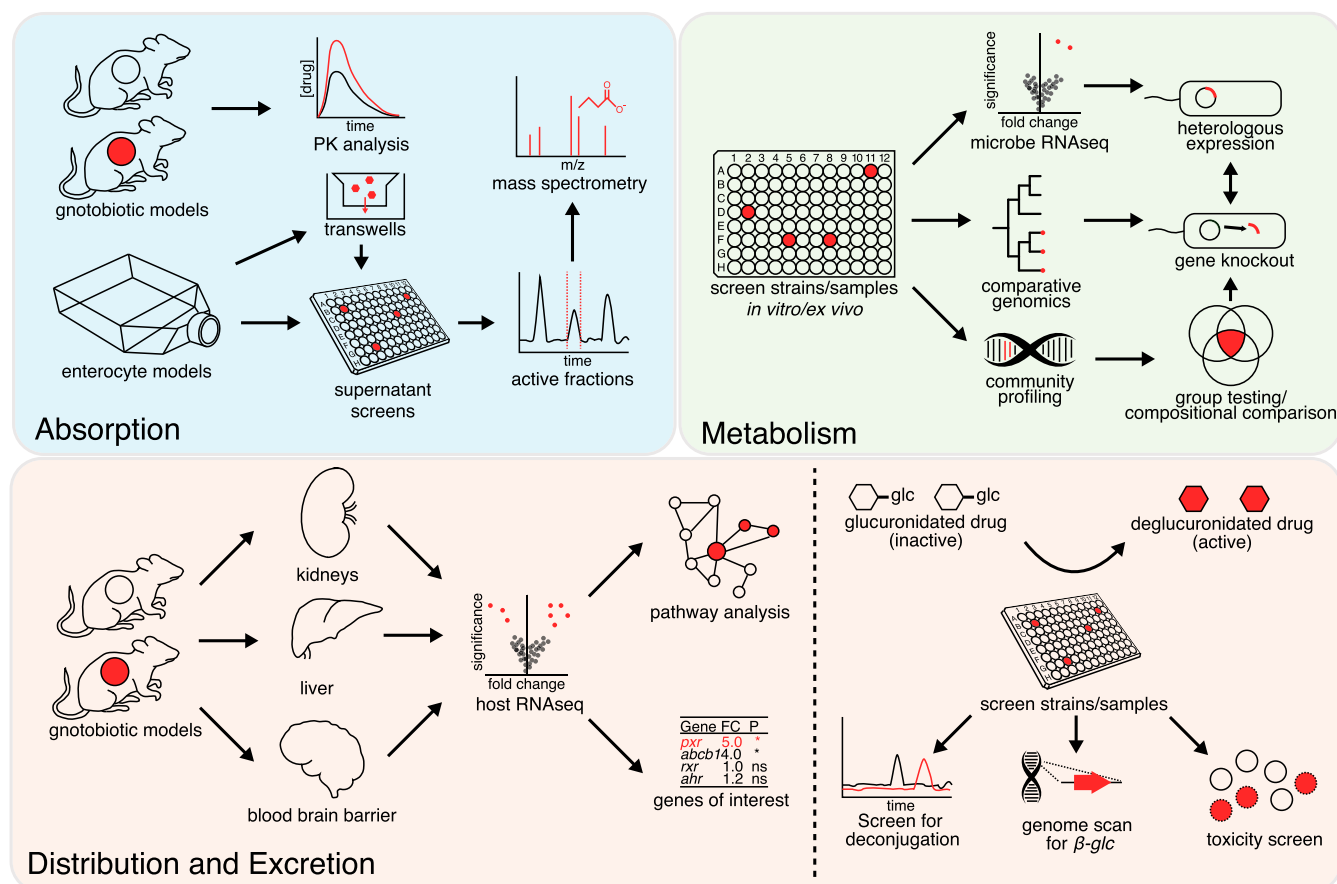 [drug]
time
PK analysis
gnotobiotic models
transwells
enterocyte models
supernatant
screens
time
active fractions
m/z
mass spectrometry
O
O-
Absorption
1 2 3 4 5 6 7 8 9 10 11 12
A
B
C
D
E
F
G
H
screen strains/samples
in vitro/ex vivo
significance
fold change
microbe RNAseq
comparative
genomics
community
profiling
heterologous
expression
gene knockout
group testing/
compositional comparison
Metabolism
gnotobiotic models
kidneys
liver
blood brain barrier
significance
fold change
host RNAseq
pathway analysis
Gene FC P
pxr 5.0 *
abcb1 4.0 *
rxr 1.0 ns
ahr 1.2 ns
genes of interest
Distribution and Excretion
glc glc
glucuronidated drug
(inactive)
deglucuronidated drug
(active)
screen strains/samples
time
Screen for
deconjugation
genome scan
for β-glc
toxicity screen